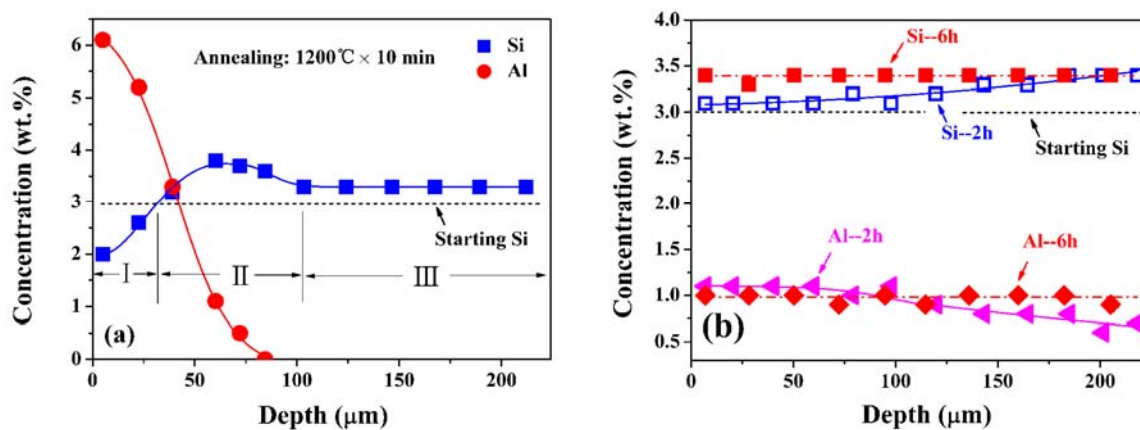 Annealing: 1200℃ × 10 min
Si
Al
Starting Si
I
II
III
(a)
6
5
4
3
2
1
0
0
50
100
150
200
Concentration (wt.%)
Depth (μm)
Si--6h
Si--2h
Starting Si
Al--2h
Al--6h
(b)
4.0
3.5
3.0
2.5
2.0
1.5
1.0
0.5
0
50
100
150
200
Concentration (wt.%)
Depth (μm)